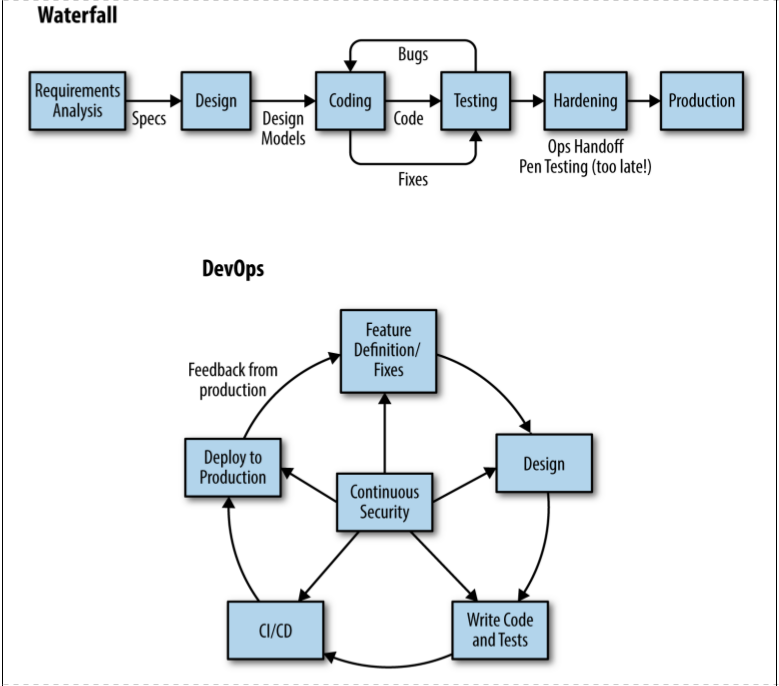 Waterfall
Bugs
Requirements
Analysis
Specs
Design
Design
Models
Coding
Code
Testing
Hardening
Production
Ops Handoff
Pen Testing (too late!)
Fixes
DevOps
Feature
Definition/
Fixes
Feedback from
production
Deploy to
Production
Design
Continuous
Security
CI/CD
Write Code
and Tests